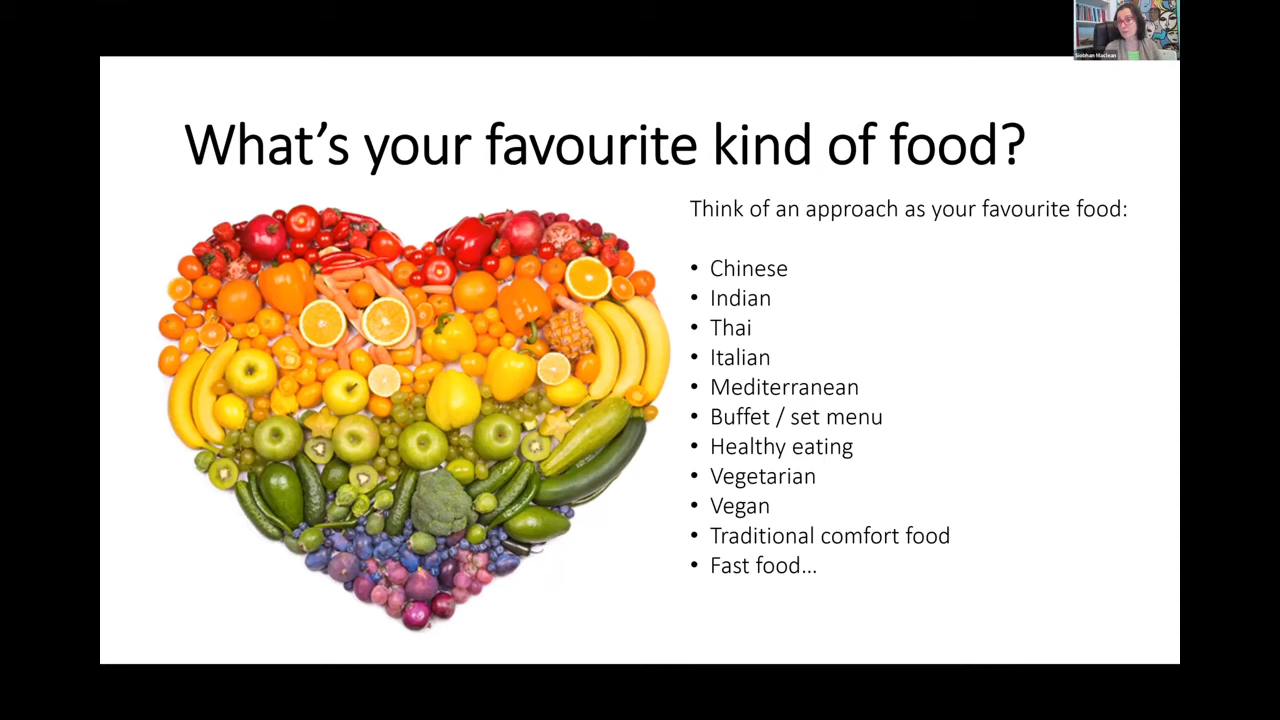 Siobhan Maclean
What's your favourite kind of food?
Think of an approach as your favourite food:
• Chinese
• Indian
• Thai
• Italian
• Mediterranean
• Buffet / set menu
• Healthy eating
• Vegetarian
• Vegan
• Traditional comfort food
• Fast food...